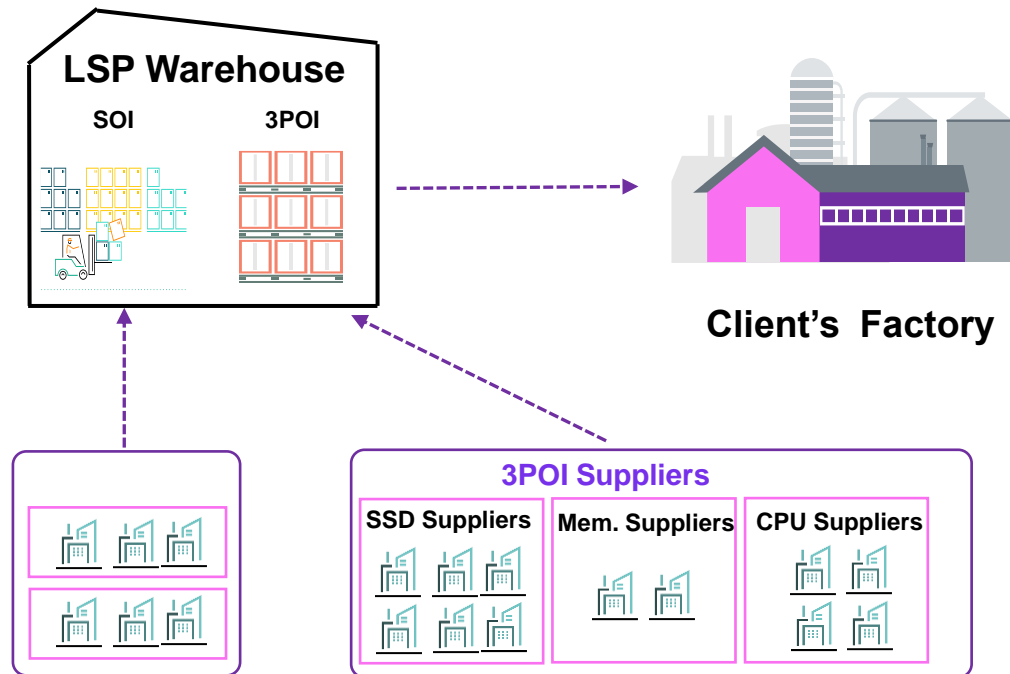 LSP Warehouse
SOI
3POI
Client's  Factory
3POI Suppliers
SSD Suppliers
Mem. Suppliers
CPU Suppliers